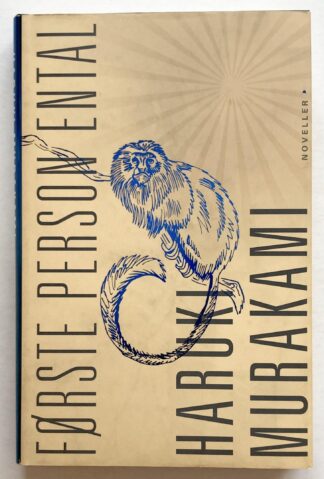 FØRSTE PERSON ENTAL
HARUKI
MURAKAMI
NOVELLER